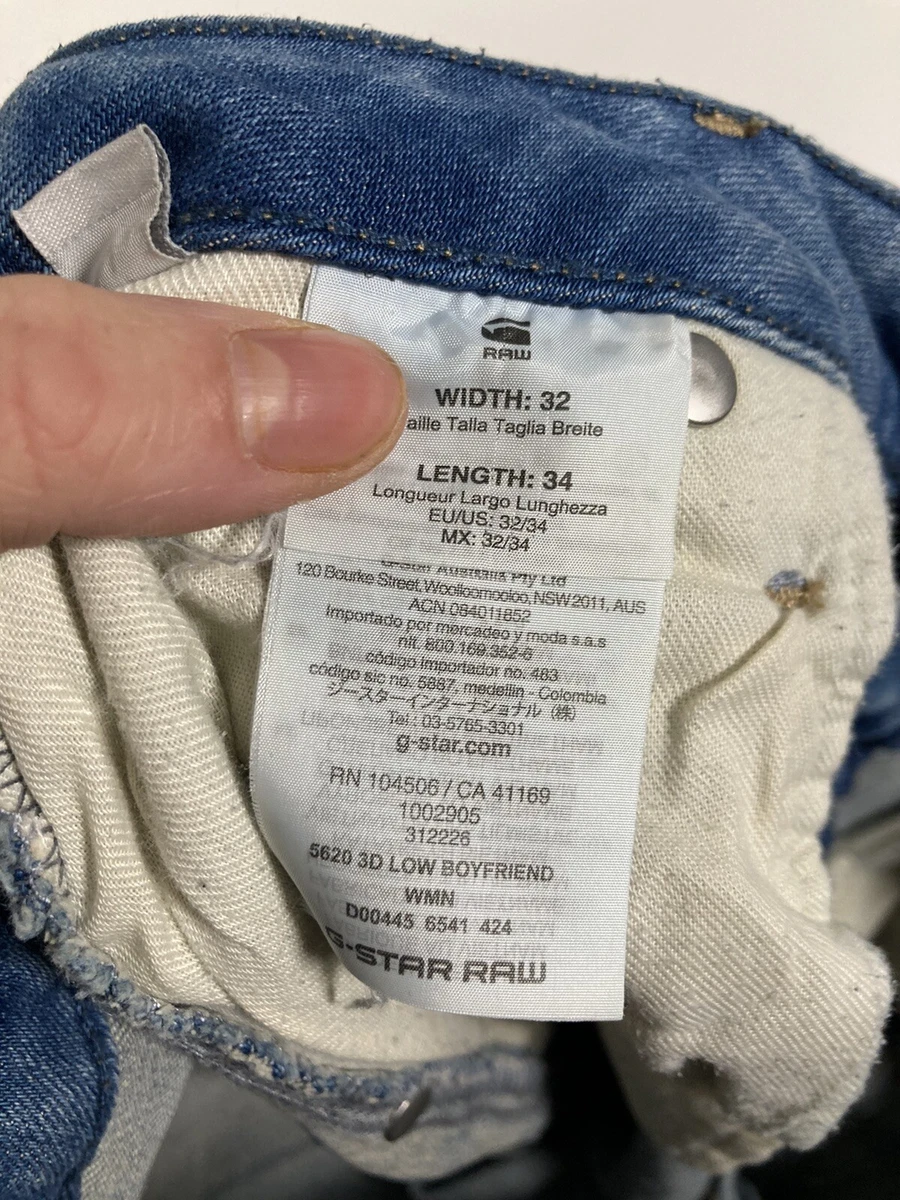 RAW
WIDTH: 32
aille Talla Taglia Breite
LENGTH: 34
Longueur Largo Lunghezza
EU/US: 32/34
MX: 32/34
Australia Pty Ltd
120 Bourke Street, Woolloomooloo, NSW 2011, AUS
ACN 084011852
Importado por mercadeo y moda s.a.s
nit. 800.169.352-6
código importador no. 483
código sic no. 5887, medellin - Colombia
ジースターインターナショナル（株）
Tel : 03-5765-3301
g-star.com
RN 104506 / CA 41169
1002905
312226
5620 3D LOW BOYFRIEND
WMN
D00445 6541 424
G-STAR RAW